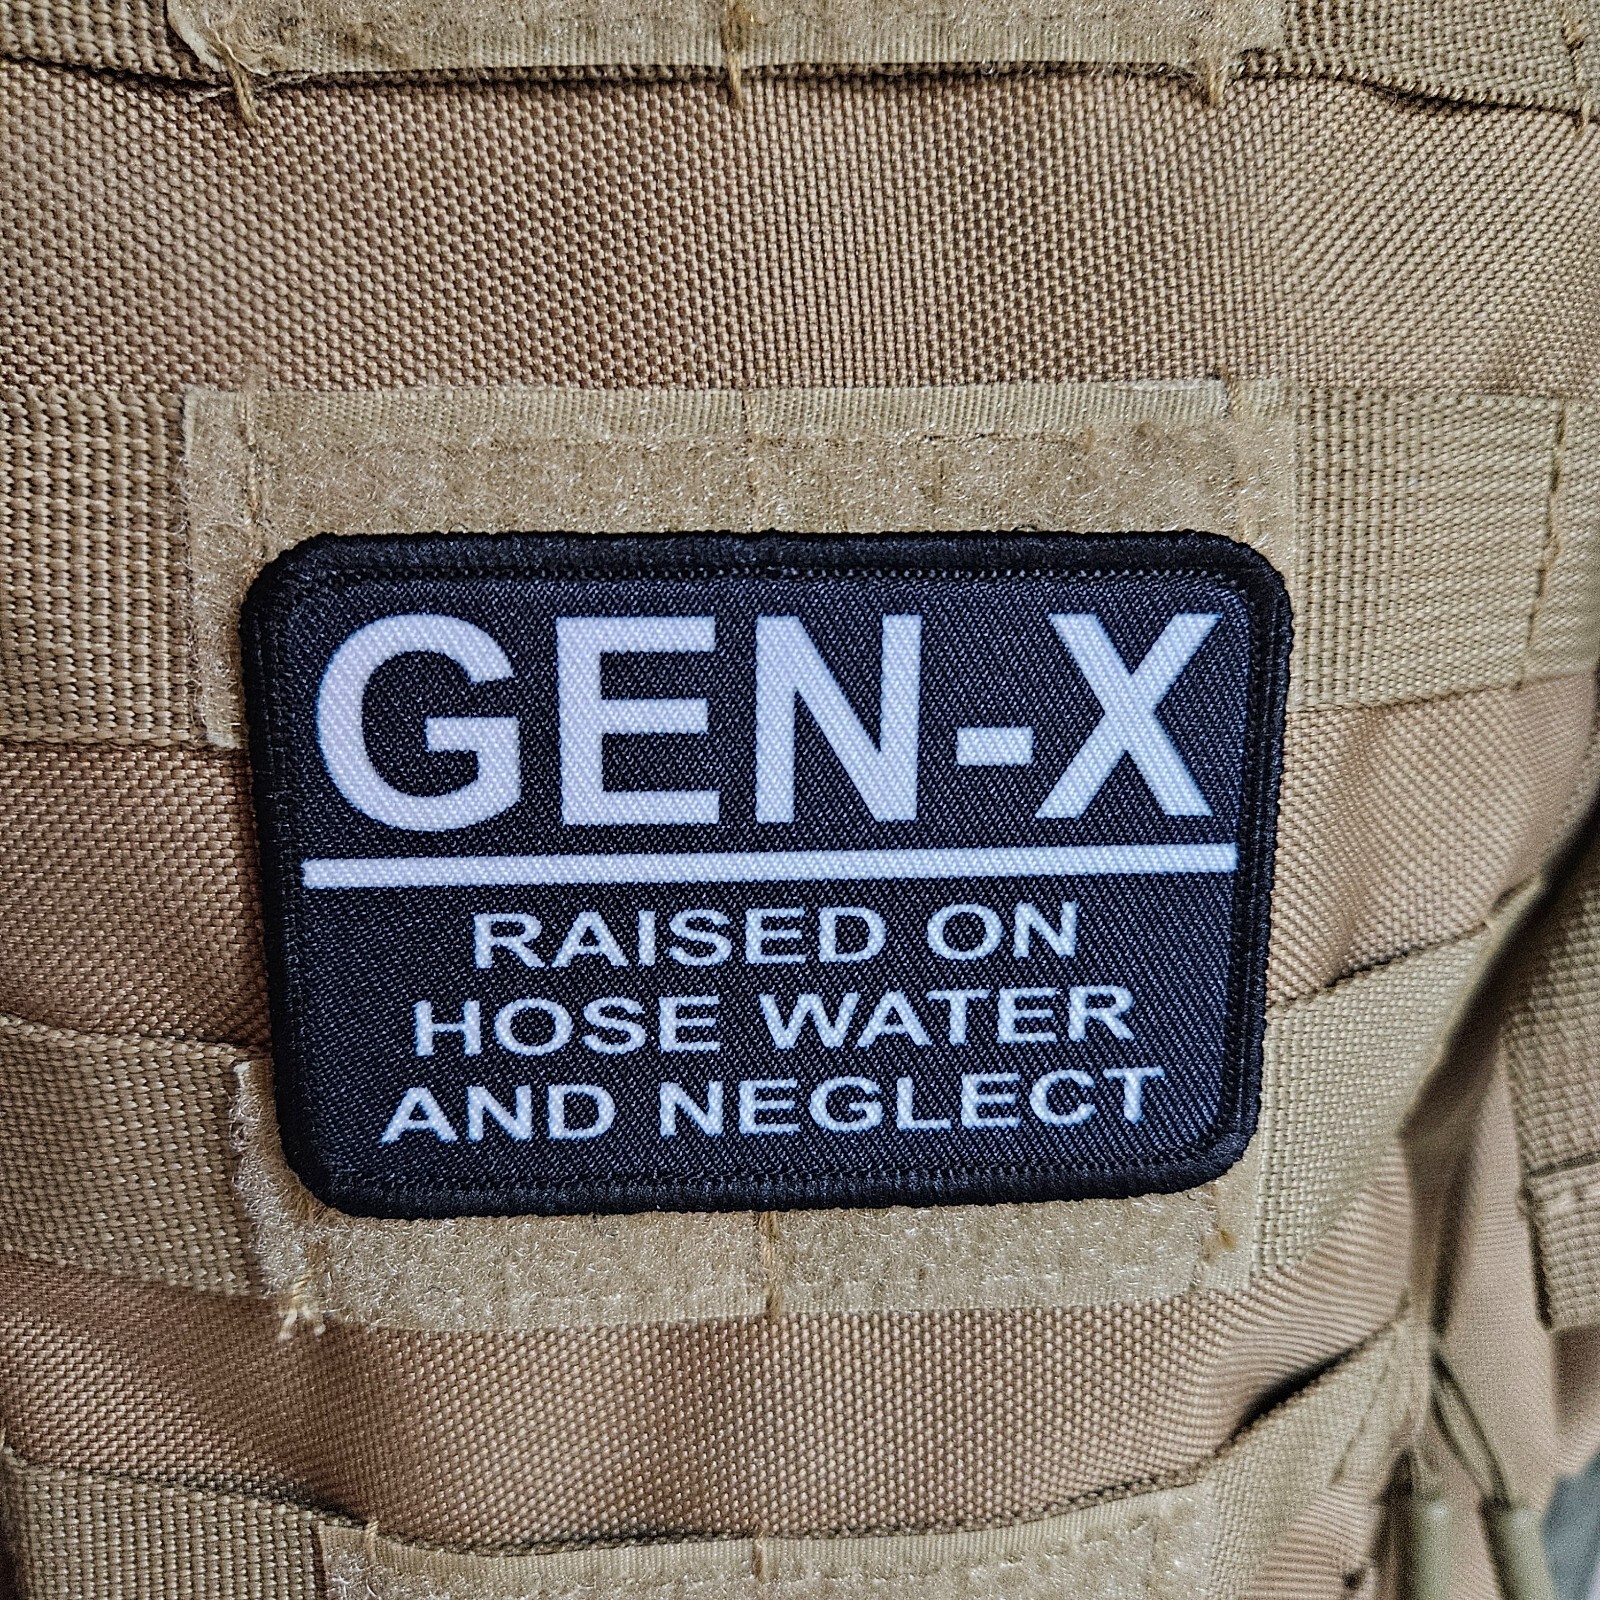 GEN-X
RAISED ON
HOSE WATER
AND NEGLECT